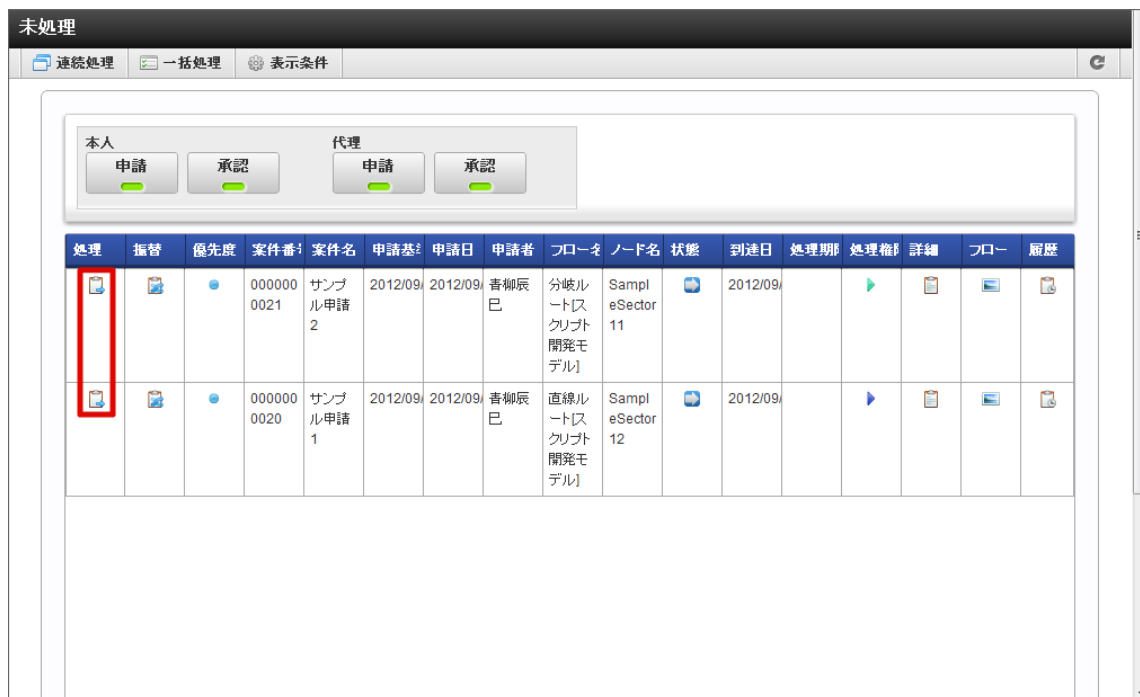 未処理
連続処理 一括処理 表示条件
本人 代理
申請 承認 申請 承認
処理 振替 優先度 案件番 案件名 申請基 申請日 申請者 フロー名 ノード名 状態 到達日 処理期 処理権 詳細 フロー 履歴
000000 サンプ 2012/09/ 2012/09/ 青柳辰 分岐ル Sampl 2012/09/
0021 ル申請 巳 ート[ス eSector
2 クリプト 11
開発モ
デル]
000000 サンプ 2012/09/ 2012/09/ 青柳辰 直線ル Sampl 2012/09/
0020 ル申請 巳 ート[ス eSector
1 クリプト 12
開発モ
デル]